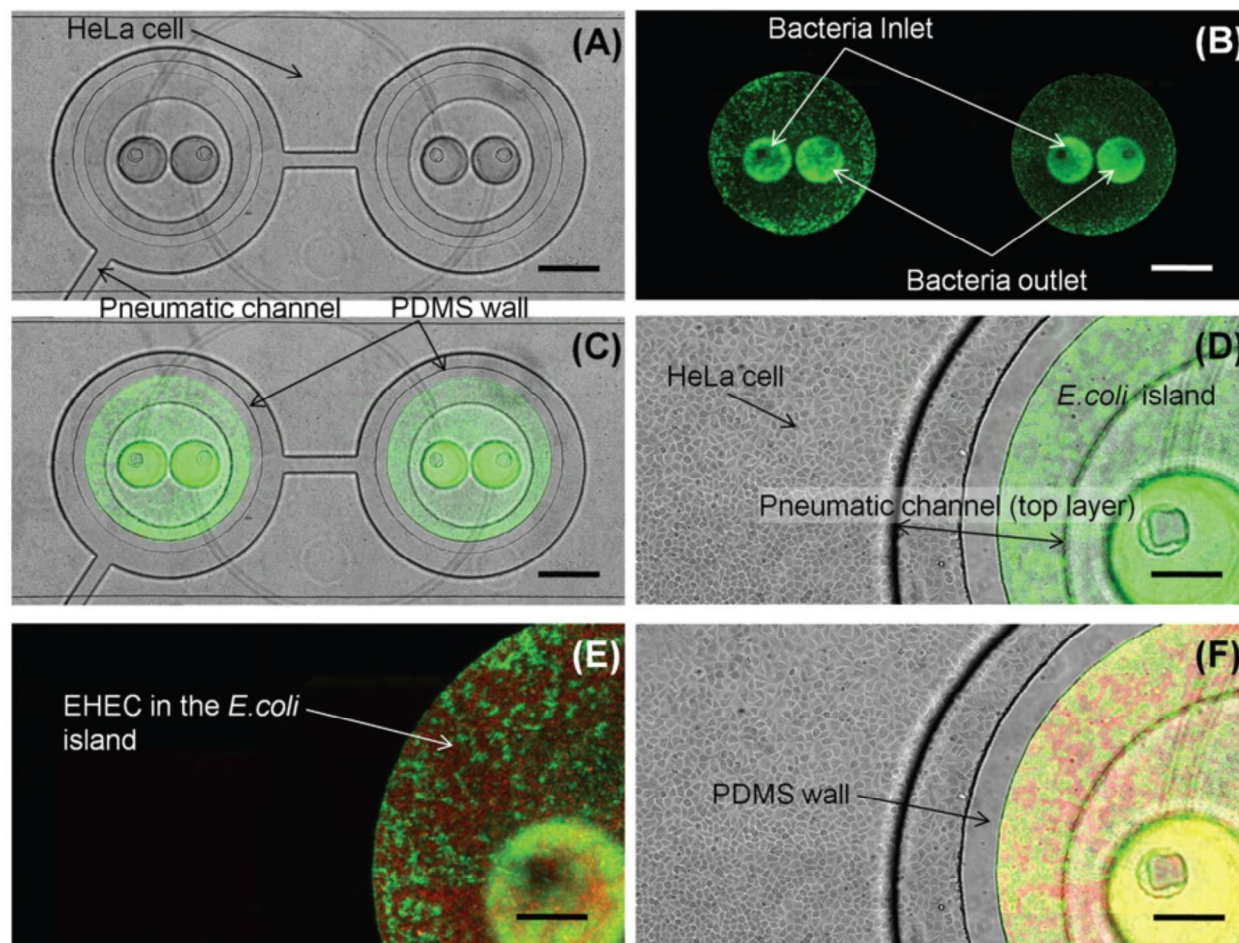 HeLa cell
(A)
Bacteria Inlet
(B)
Bacteria outlet
Pneumatic channel
PDMS wall
(C)
HeLa cell
(D)
E.coli island
Pneumatic channel (top layer)
(E)
EHEC in the E.coli
island
(F)
PDMS wall